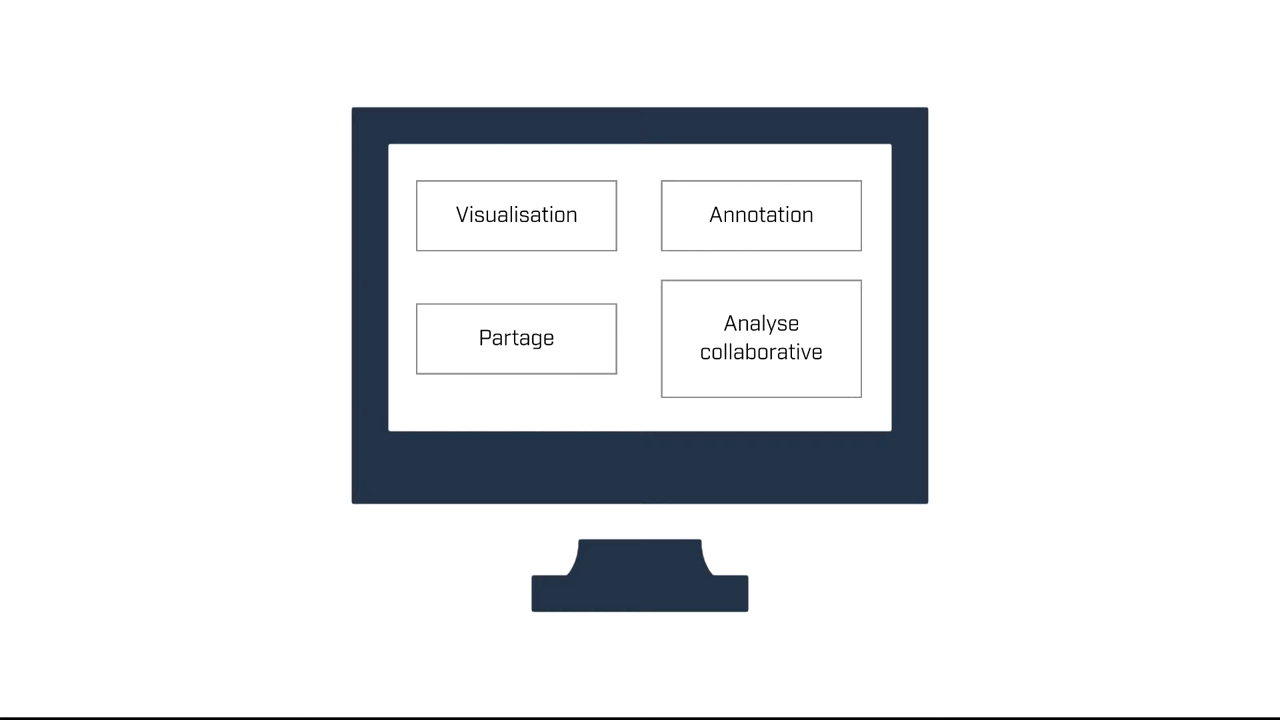 Visualisation
Annotation
Partage
Analyse
collaborative